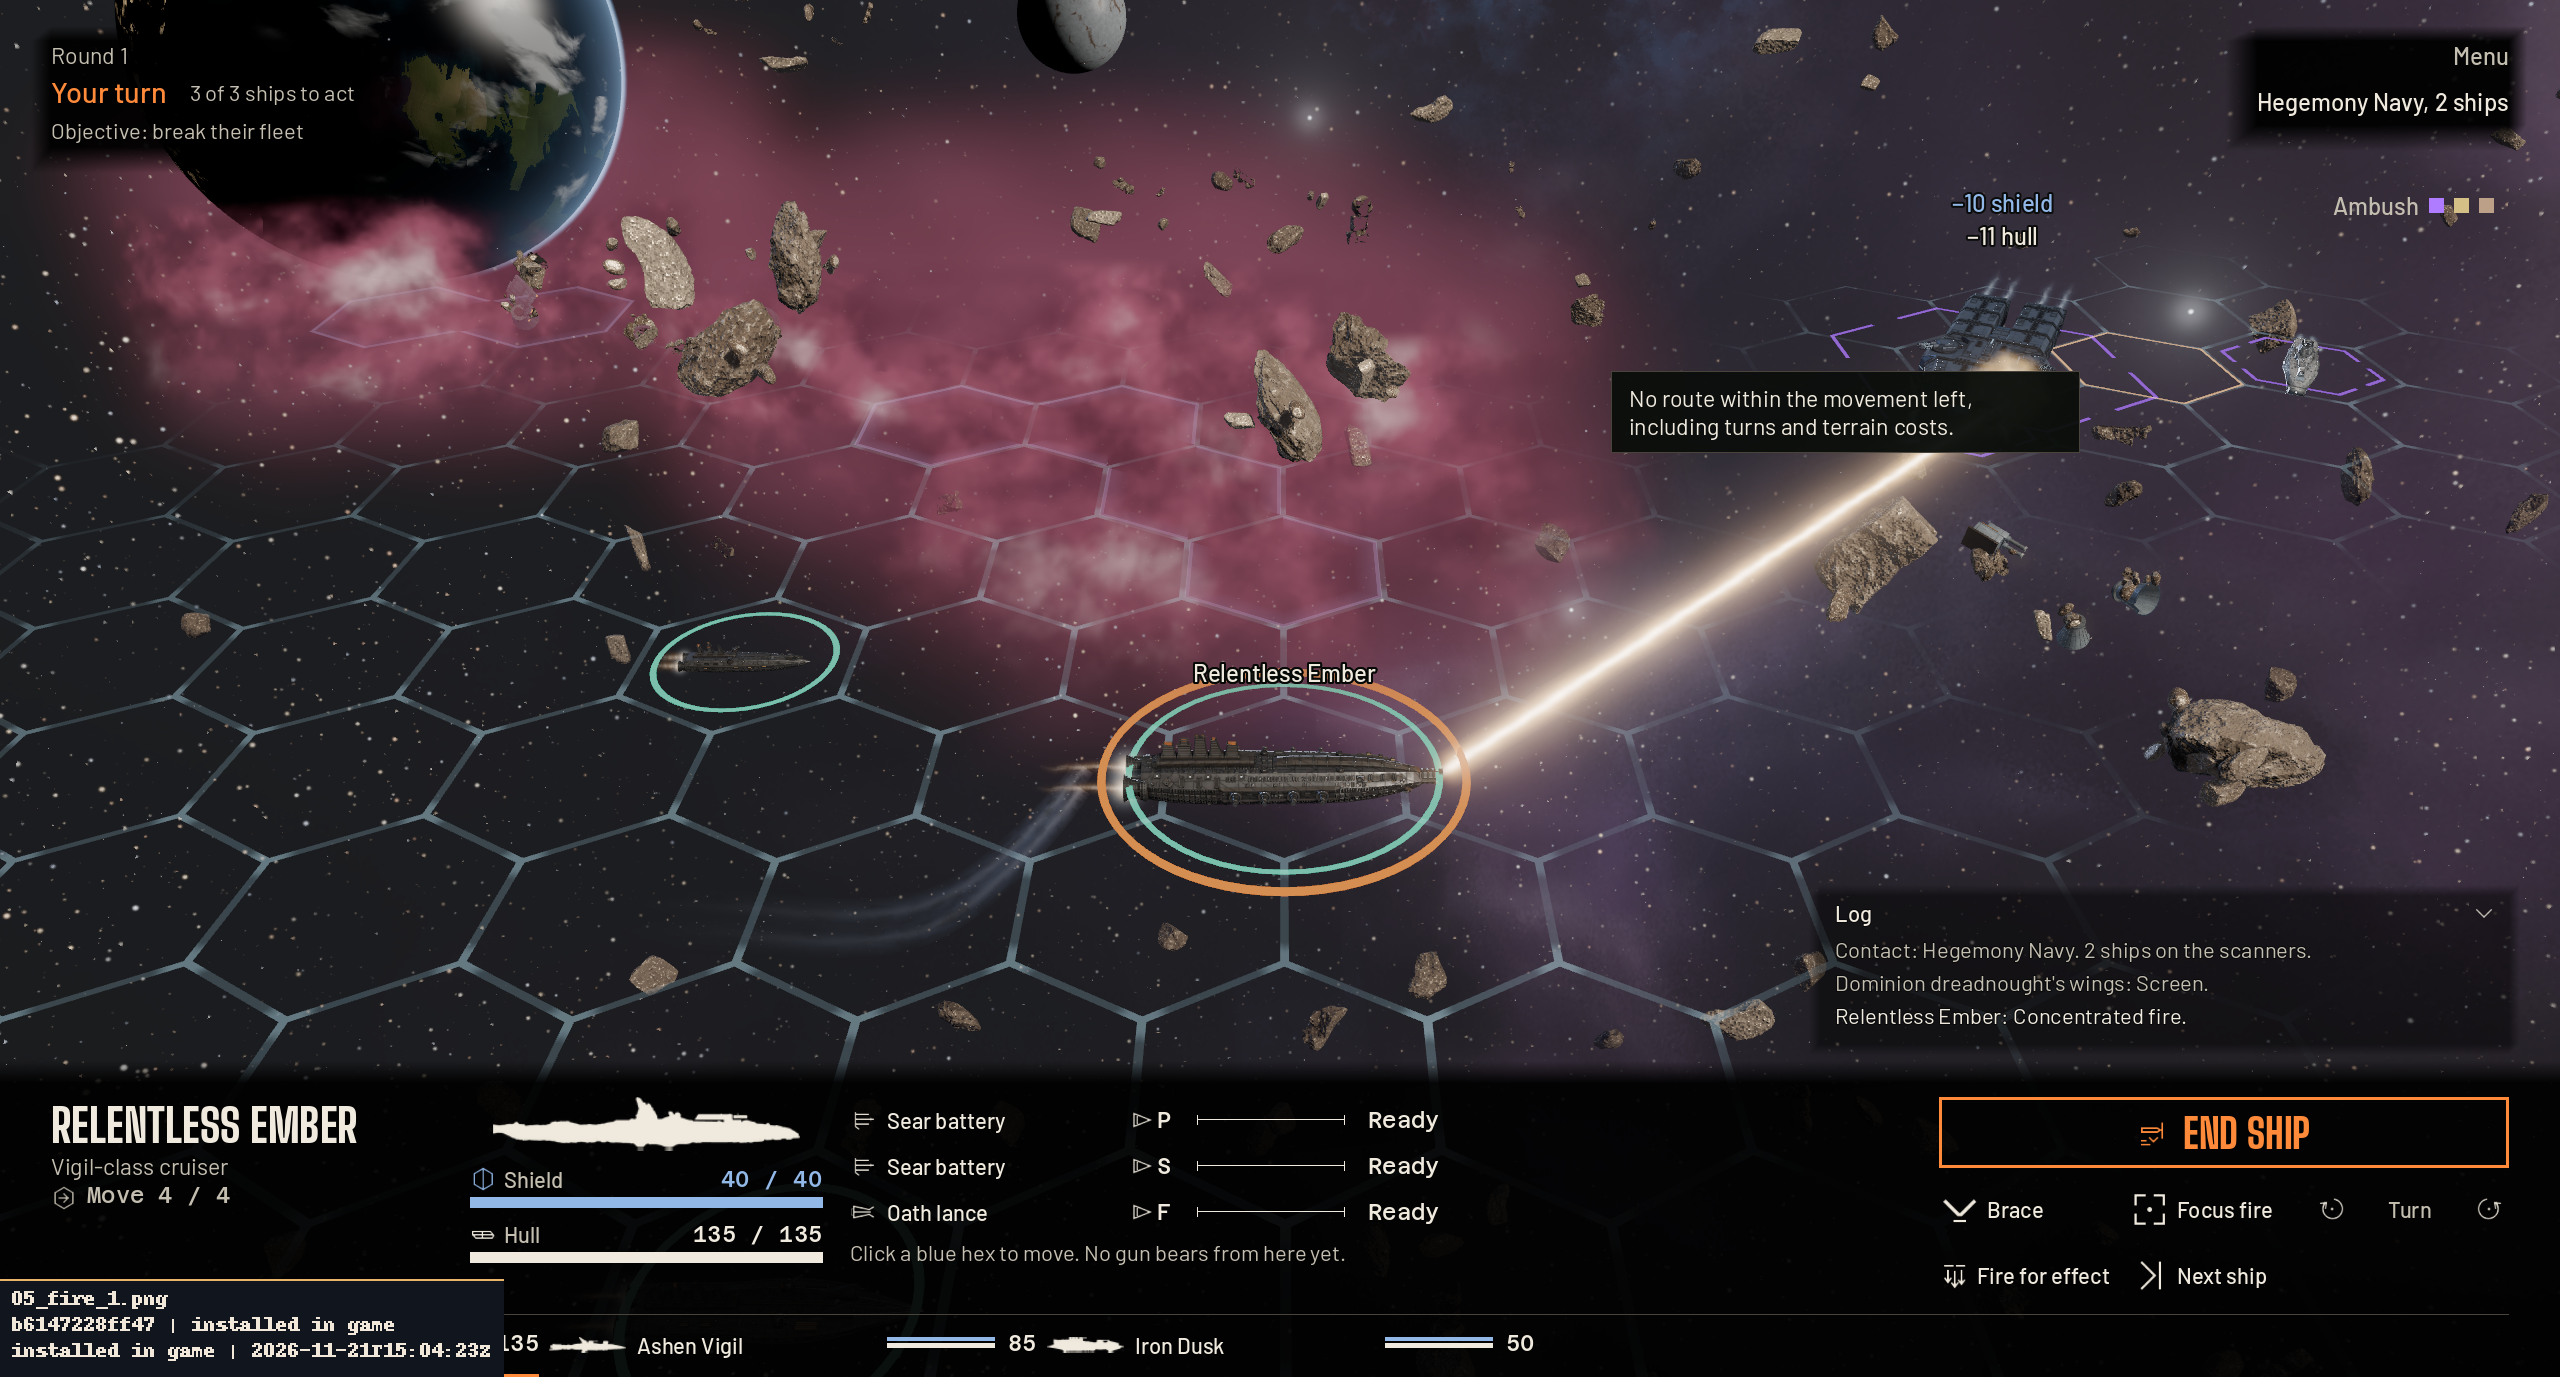 Round 1
Your turn 3 of 3 ships to act
Objective: break their fleet
Menu
Hegemony Navy, 2 ships
Ambush
−10 shield
−11 hull
No route within the movement left,
including turns and terrain costs.
Relentless Ember
Log
Contact: Hegemony Navy. 2 ships on the scanners.
Dominion dreadnought's wings: Screen.
Relentless Ember: Concentrated fire.
RELENTLESS EMBER
Vigil-class cruiser
Move 4 / 4
Shield 40 / 40
Hull 135 / 135
Sear battery P Ready
Sear battery S Ready
Oath lance F Ready
Click a blue hex to move. No gun bears from here yet.
END SHIP
Brace Focus fire Turn
Fire for effect Next ship
05_fire_1.png
b6147228ff47 | installed in game
installed in game | 2026-11-21r15:04:23z
135 Ashen Vigil 85 Iron Dusk 50